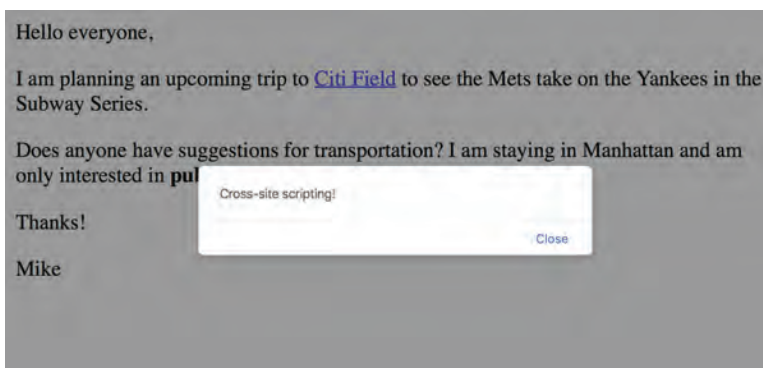 Hello everyone,
I am planning an upcoming trip to Citi Field to see the Mets take on the Yankees in the
Subway Series.
Does anyone have suggestions for transportation? I am staying in Manhattan and am
only interested in
Cross-site scripting!
Close
Thanks!
Mike